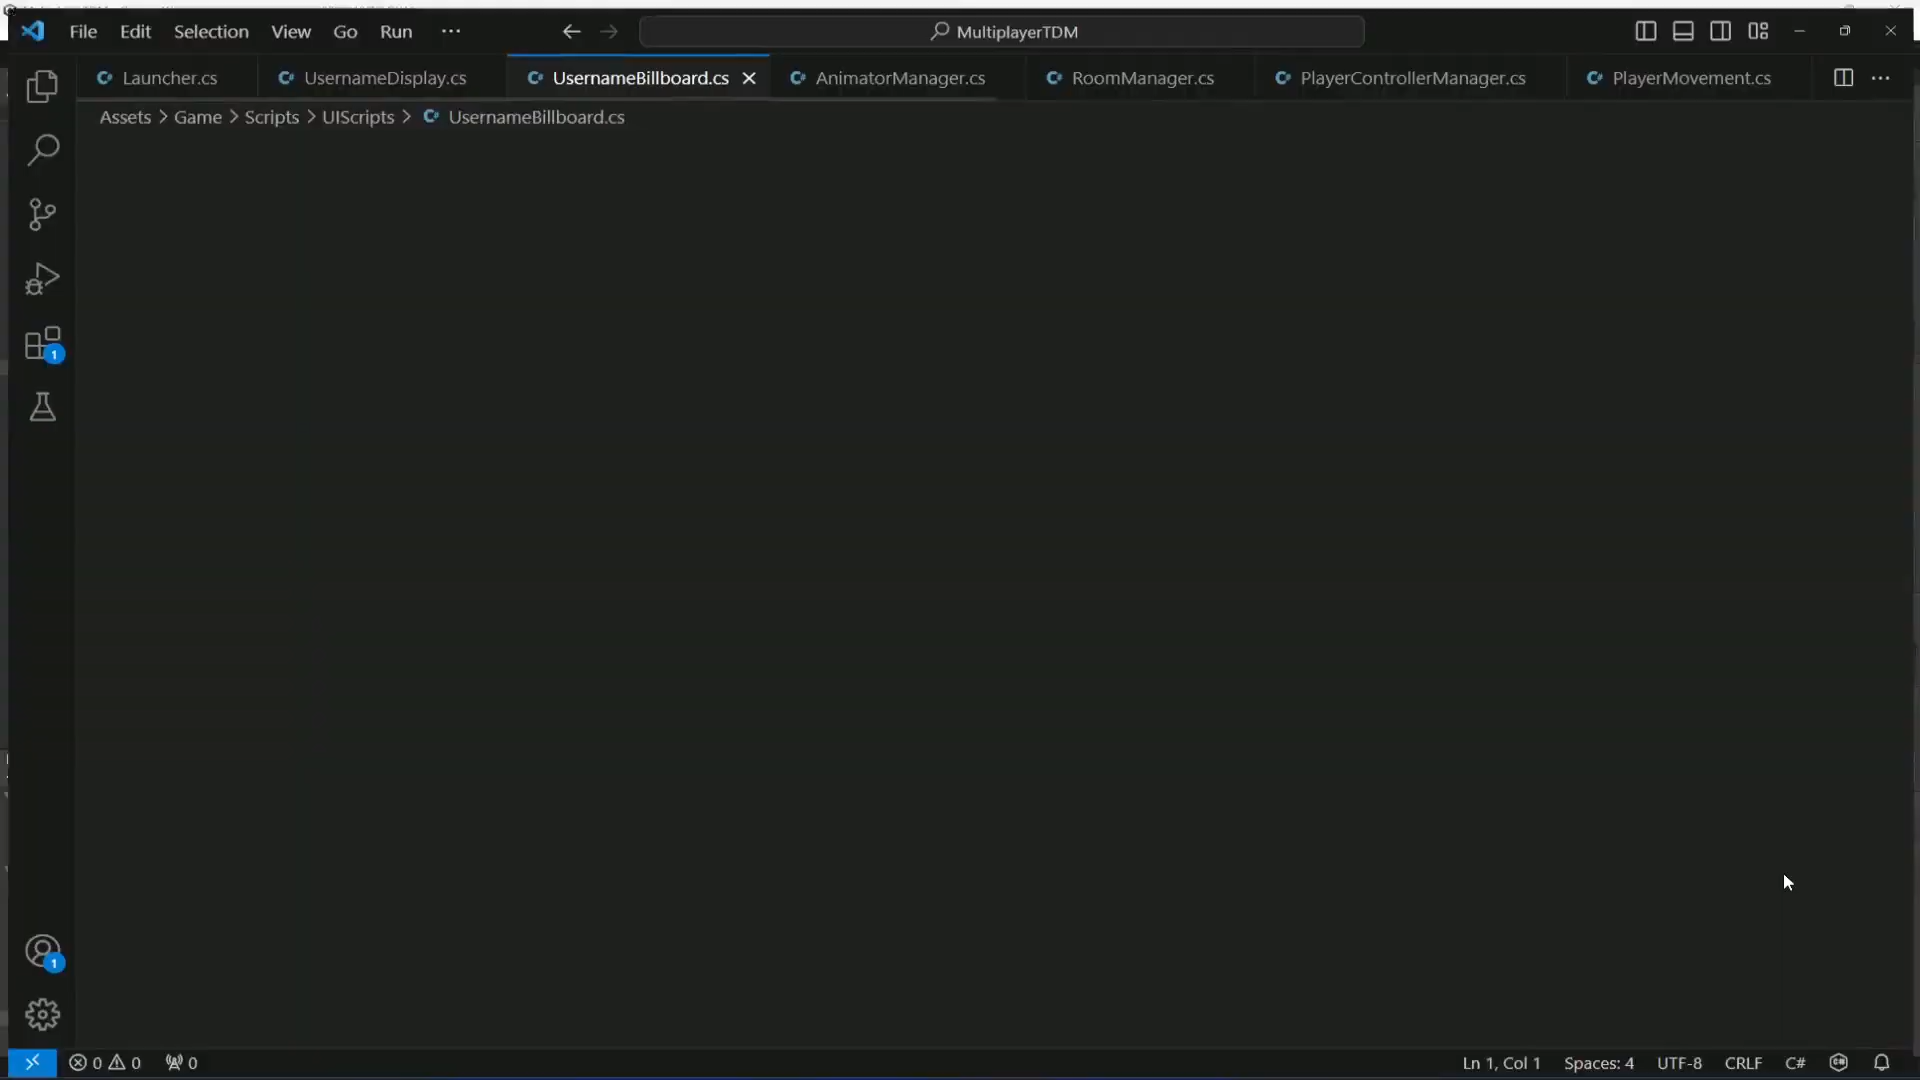 File Edit Selection View Go Run ··· MultiplayerTDM
Launcher.cs UsernameDisplay.cs UsernameBillboard.cs AnimatorManager.cs RoomManager.cs PlayerControllerManager.cs PlayerMovement.cs
Assets > Game > Scripts > UIScripts > UsernameBillboard.cs
1
1
0 0 0 Ln 1, Col 1 Spaces: 4 UTF-8 CRLF C#